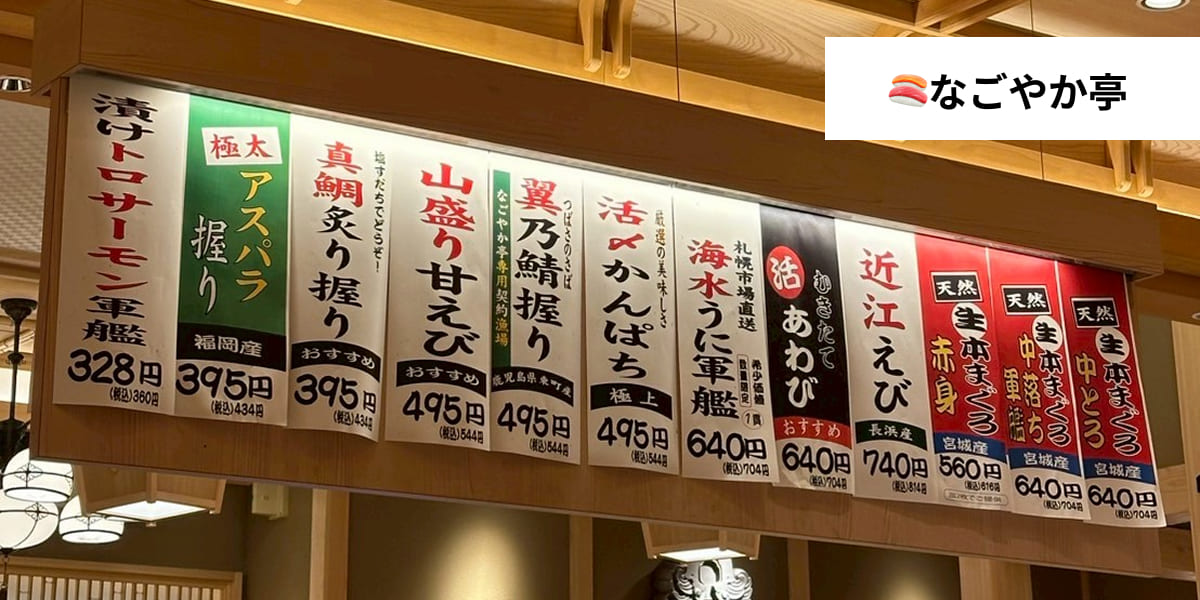 🍣なごやか亭
漬けトロサーモン軍艦
328円
(税込)360円
極太
アスパラ
握り
福岡産
395円
(税込)434円
塩すだちでどうぞ！
真鯛炙り握り
おすすめ
395円
(税込)434円
山盛り甘えび
おすすめ
495円
(税込)544円
つばさのさば
翼乃鯖握り
なごやか亭専用契約漁場
鹿児島県東町産
495円
(税込)544円
厳選の美味しさ
活〆かんぱち
極上
495円
(税込)544円
札幌市場直送
海水うに軍艦
希少価値
数量限定
1貫
640円
(税込)704円
活
むきたて
あわび
おすすめ
640円
(税込)704円
近江えび
長浜産
740円
(税込)814円
天然
生本まぐろ
赤身
宮城産
560円
(税込)616円
天然
生本まぐろ
中落ち
軍艦
宮城産
640円
(税込)704円
天然
生本まぐろ
中とろ
宮城産
640円
(税込)704円